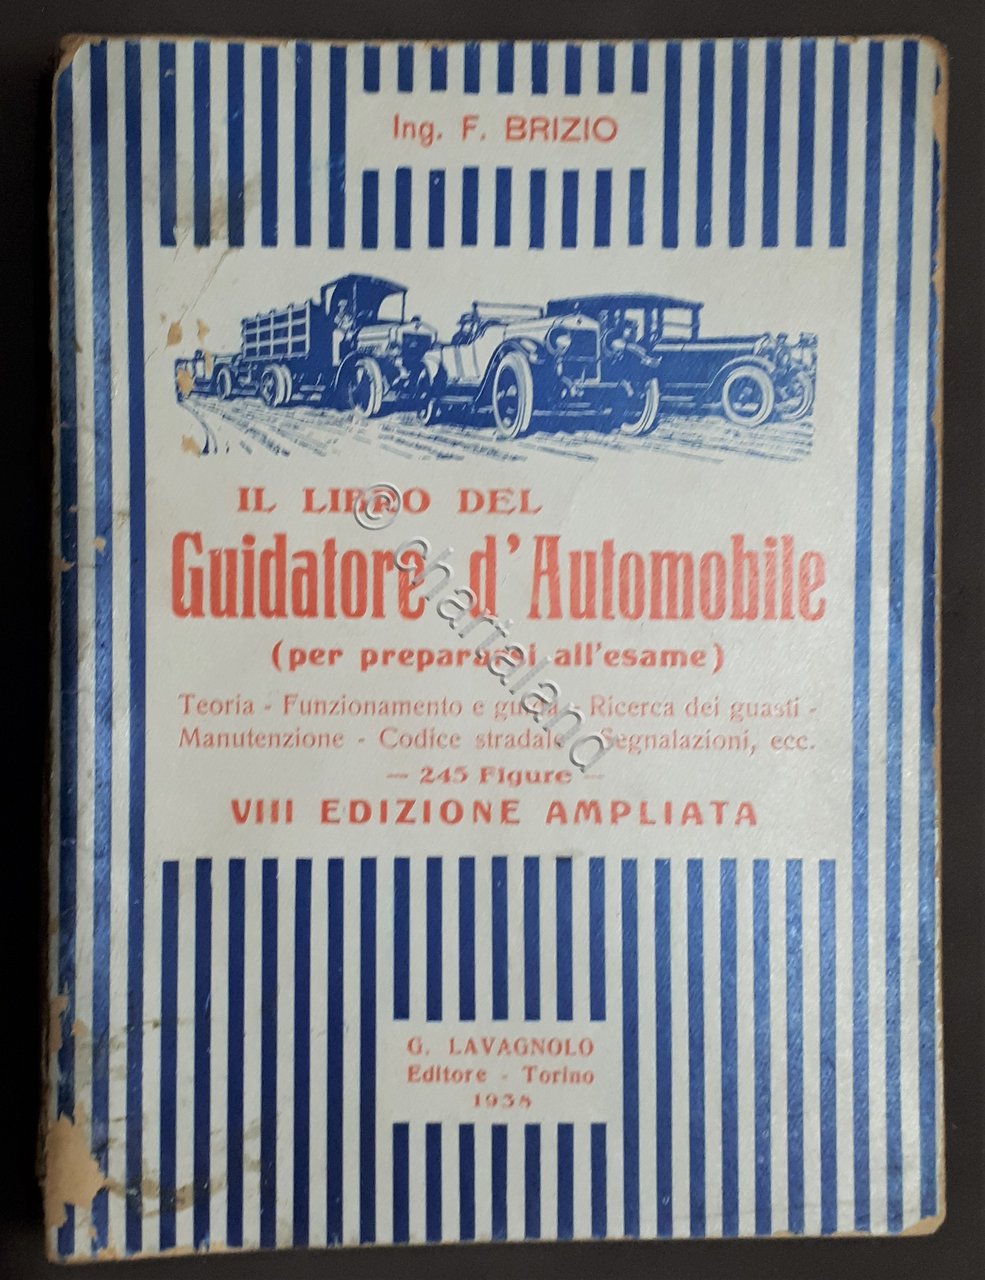 Ing. F. BRIZIO
IL LIBRO DEL
Guidatore d'Automobile
(per prepararsi all'esame)
Teoria - Funzionamento e guida - Ricerca dei guasti -
Manutenzione - Codice stradale - Segnalazioni, ecc.
— 245 Figure —
VIII EDIZIONE AMPLIATA
G. LAVAGNOLO
Editore - Torino
1938
© chartaland